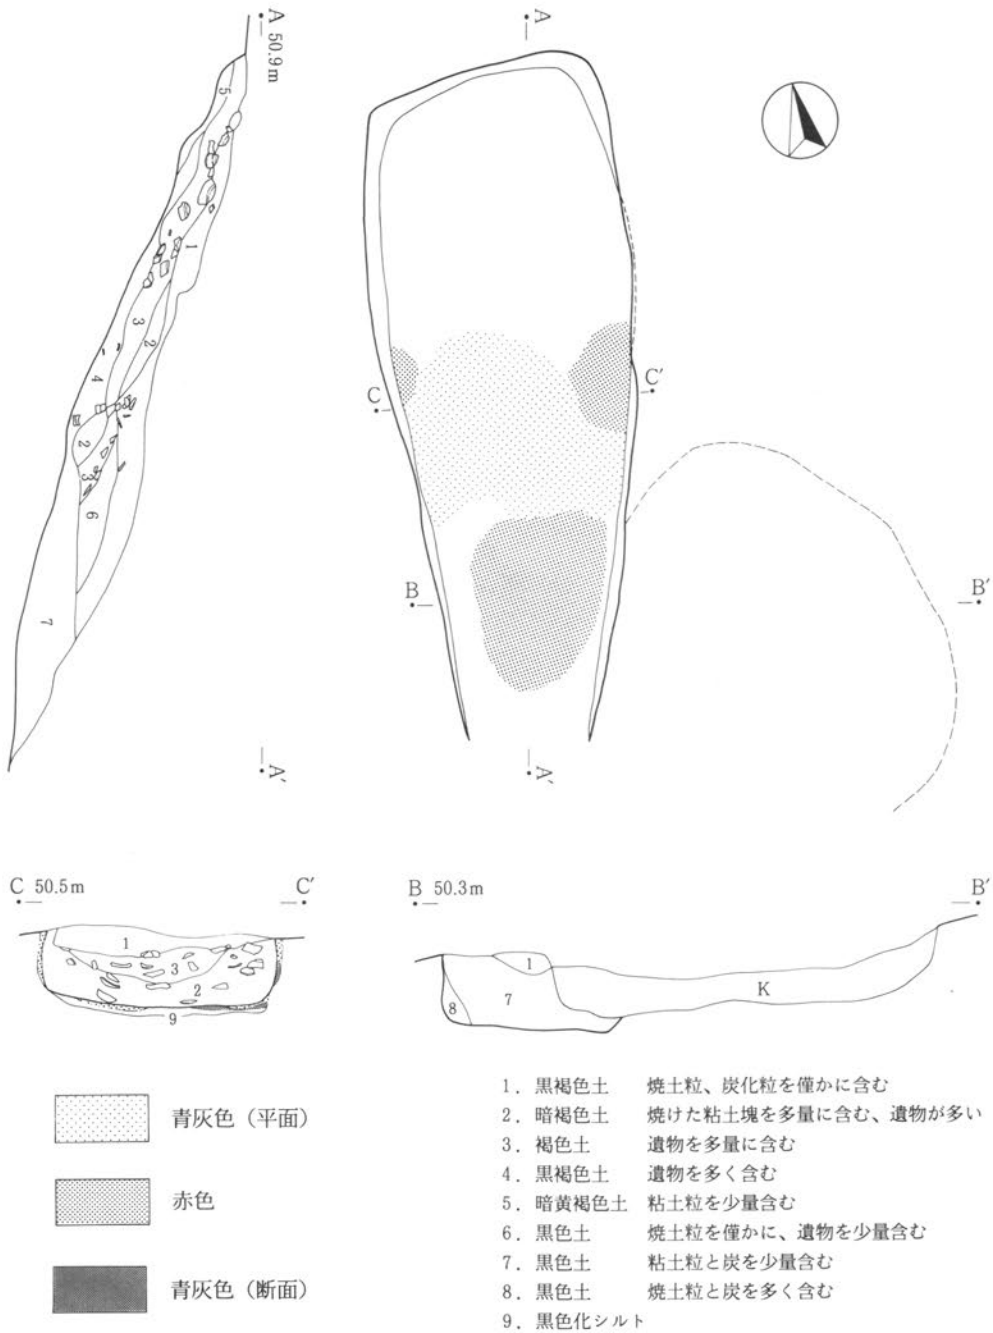 A
50.9m
5
1
3
2
4
2
3
6
7
A'
A
C
C'
B
B'
A'
C 50.5m C'
1
3
2
9
B 50.3m B'
1
7
8
K
青灰色（平面）
赤色
青灰色（断面）
1. 黒褐色土 焼土粒、炭化粒を僅かに含む
2. 暗褐色土 焼けた粘土塊を多量に含む、遺物が多い
3. 褐色土 遺物を多量に含む
4. 黒褐色土 遺物を多く含む
5. 暗黄褐色土 粘土粒を少量含む
6. 黒色土 焼土粒を僅かに、遺物を少量含む
7. 黒色土 粘土粒と炭を少量含む
8. 黒色土 焼土粒と炭を多く含む
9. 黒色化シルト